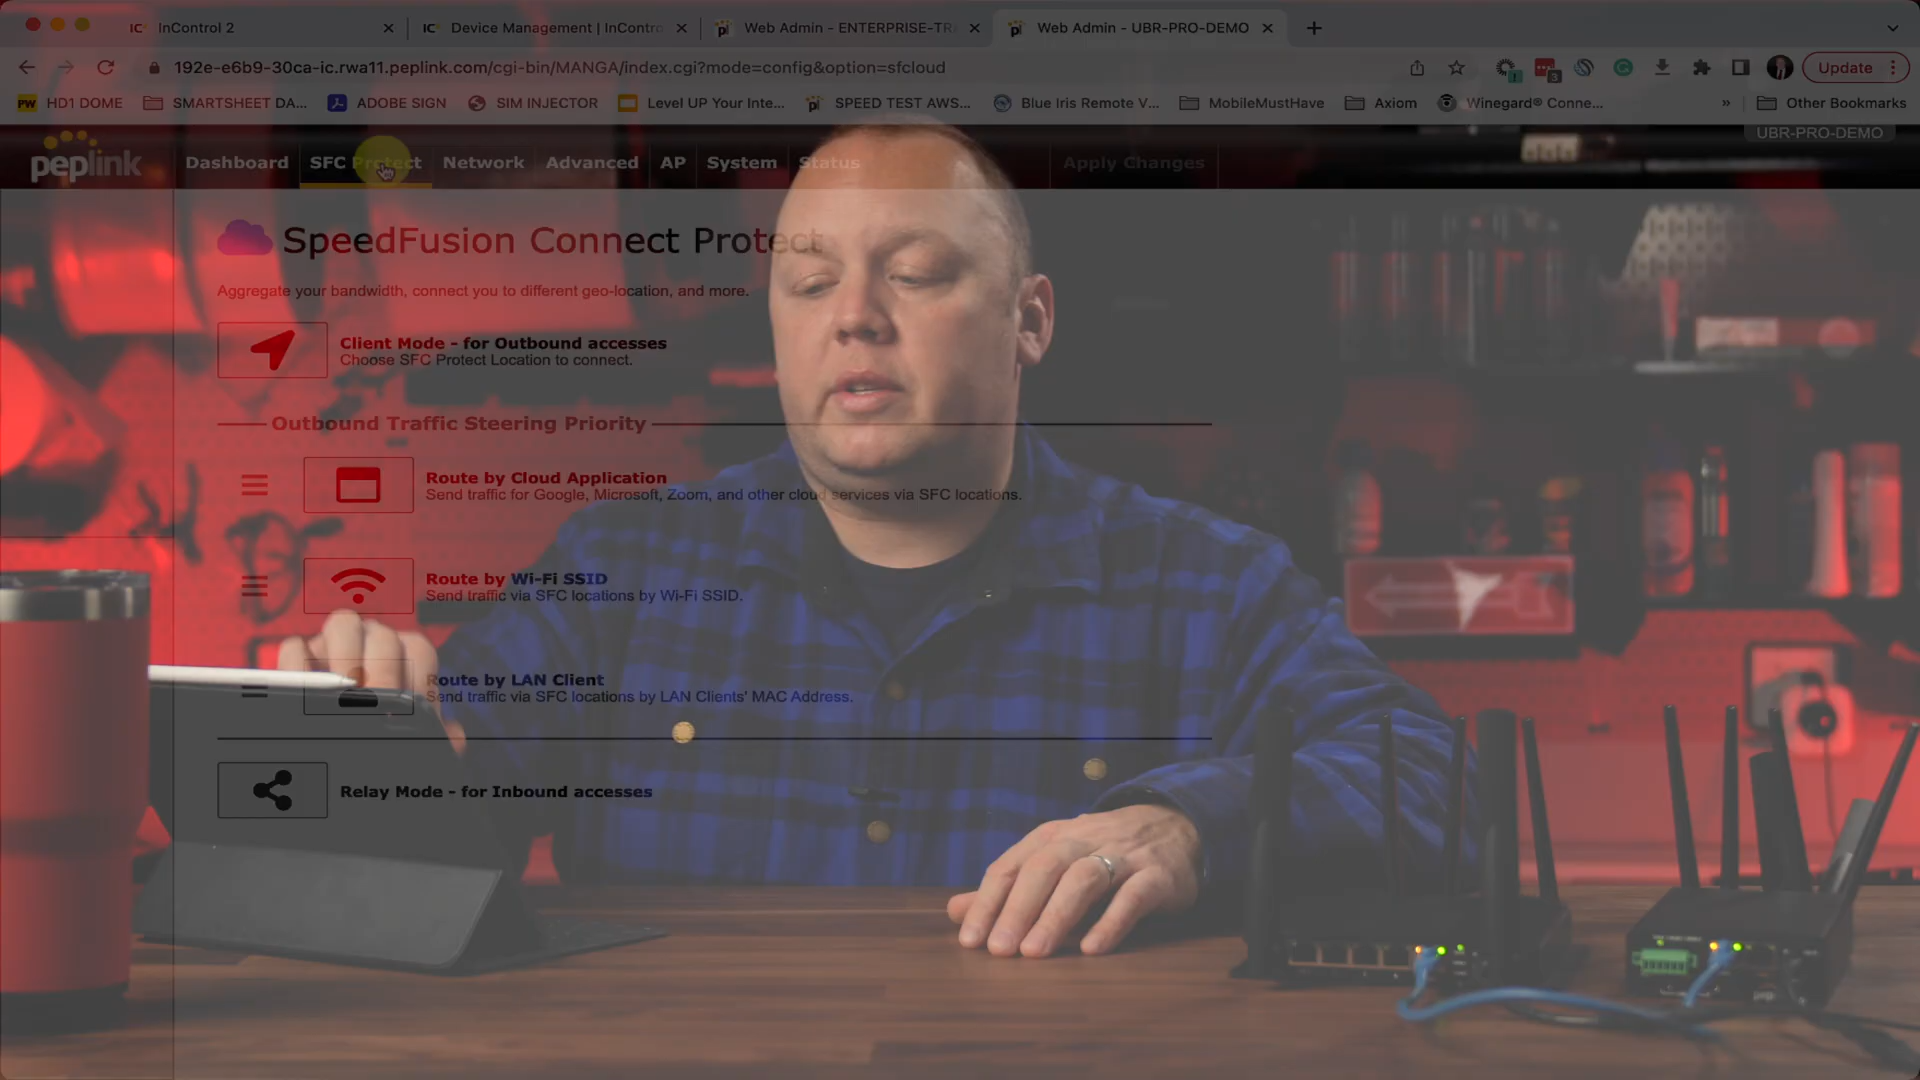 InControl 2
Device Management | InContro
Web Admin - ENTERPRISE-TRA
Web Admin - UBR-PRO-DEMO
192e-e6b9-30ca-ic.rwa11.peplink.com/cgi-bin/MANGA/index.cgi?mode=config&option=sfcloud
Update
HD1 DOME
SMARTSHEET DA...
ADOBE SIGN
SIM INJECTOR
Level UP Your Inte...
SPEED TEST AWS...
Blue Iris Remote V...
MobileMustHave
Axiom
Winegard® Conne...
»
Other Bookmarks
UBR-PRO-DEMO
peplink
Dashboard
SFC Protect
Network
Advanced
AP
System
Status
Apply Changes
SpeedFusion Connect Protect
Aggregate your bandwidth, connect you to different geo-location, and more.
Client Mode - for Outbound accesses
Choose SFC Protect Location to connect.
Outbound Traffic Steering Priority
Route by Cloud Application
Send traffic for Google, Microsoft, Zoom, and other cloud services via SFC locations.
Route by Wi-Fi SSID
Send traffic via SFC locations by Wi-Fi SSID.
Route by LAN Client
Send traffic via SFC locations by LAN Clients' MAC Address.
Relay Mode - for Inbound accesses